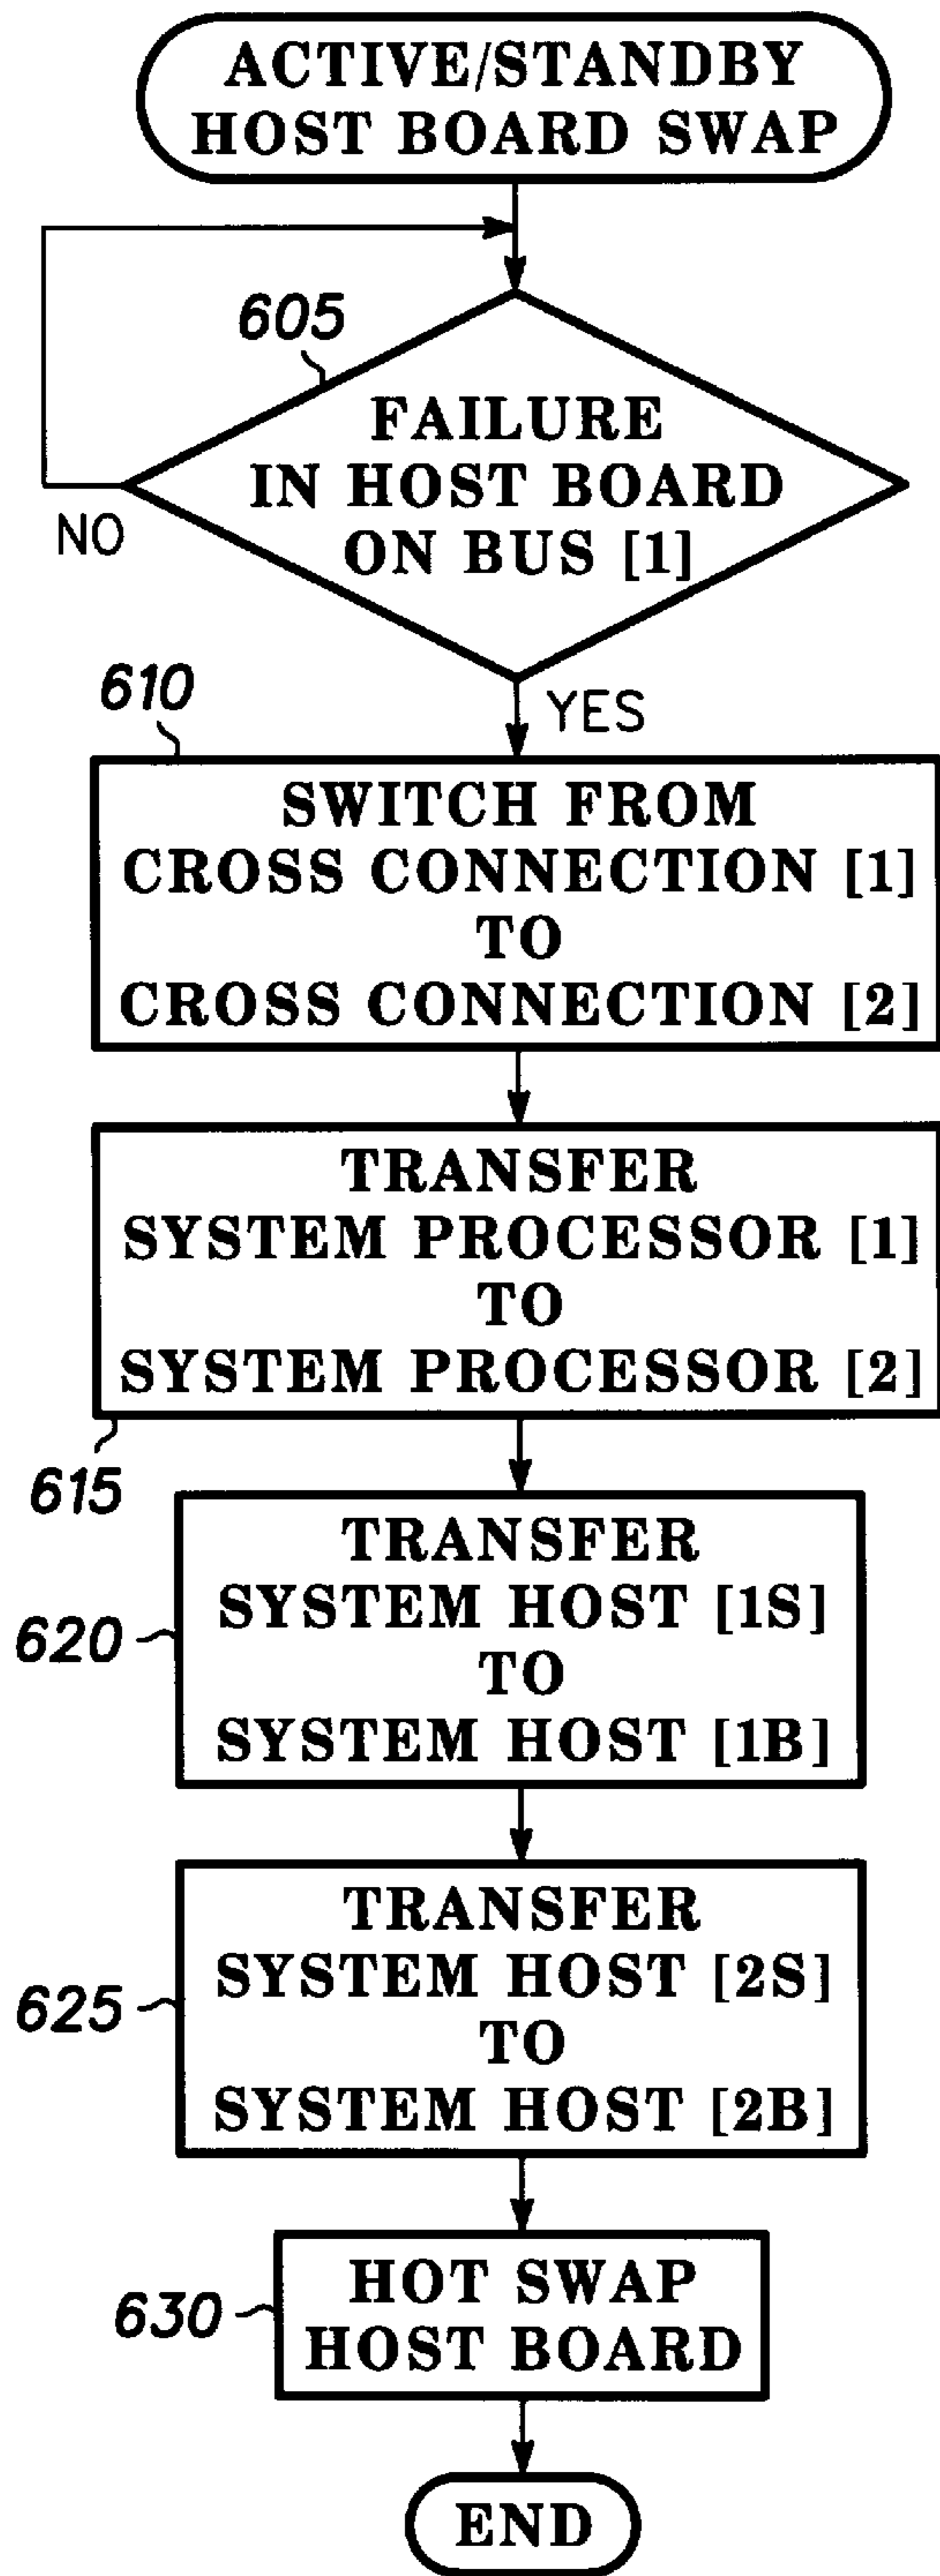 ACTIVE/STANDBY
HOST BOARD SWAP
605
FAILURE
IN HOST BOARD
ON BUS [1]
NO
YES
610
SWITCH FROM
CROSS CONNECTION [1]
TO
CROSS CONNECTION [2]
TRANSFER
SYSTEM PROCESSOR [1]
TO
SYSTEM PROCESSOR [2]
615
TRANSFER
SYSTEM HOST [1S]
TO
SYSTEM HOST [1B]
620
TRANSFER
SYSTEM HOST [2S]
TO
SYSTEM HOST [2B]
625
HOT SWAP
HOST BOARD
630
END